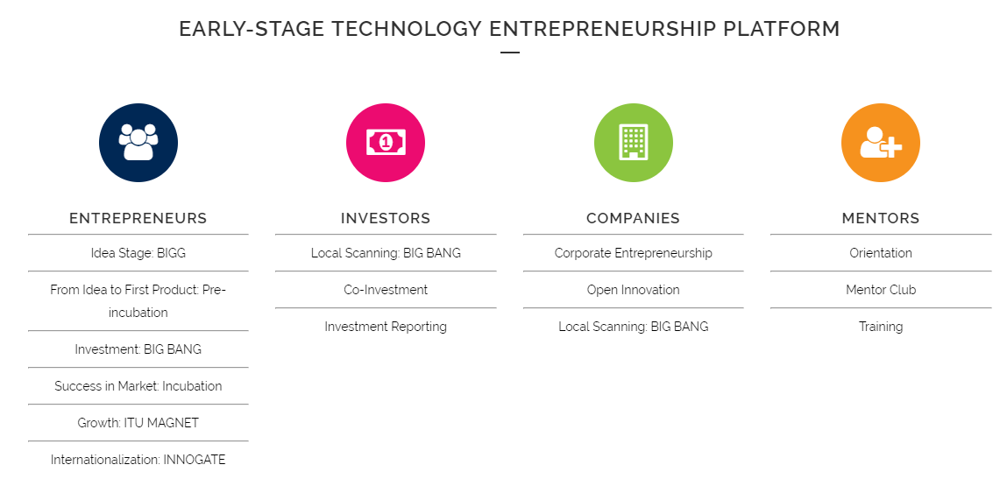 EARLY-STAGE TECHNOLOGY ENTREPRENEURSHIP PLATFORM
1
ENTREPRENEURS
Idea Stage: BIGG
From Idea to First Product: Pre-
incubation
Investment: BIG BANG
Success in Market: Incubation
Growth: ITU MAGNET
Internationalization: INNOGATE
INVESTORS
Local Scanning: BIG BANG
Co-Investment
Investment Reporting
COMPANIES
Corporate Entrepreneurship
Open Innovation
Local Scanning: BIG BANG
MENTORS
Orientation
Mentor Club
Training